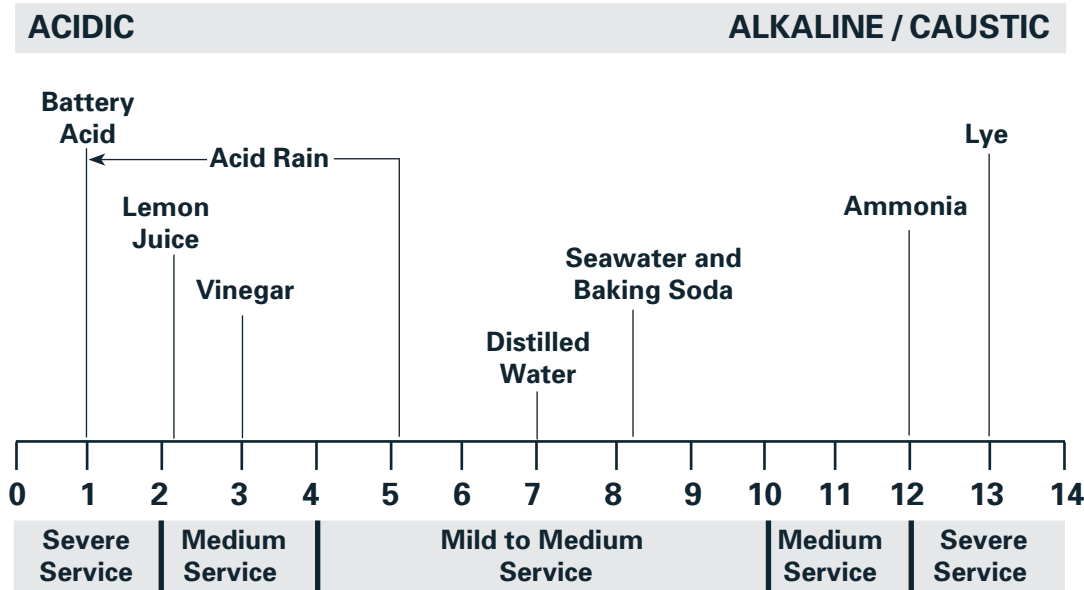 ACIDIC
ALKALINE / CAUSTIC
Battery
Acid
Acid Rain
Lye
Lemon
Juice
Ammonia
Vinegar
Seawater and
Baking Soda
Distilled
Water
0 1 2 3 4 5 6 7 8 9 10 11 12 13 14
Severe
Service
Medium
Service
Mild to Medium
Service
Medium
Service
Severe
Service